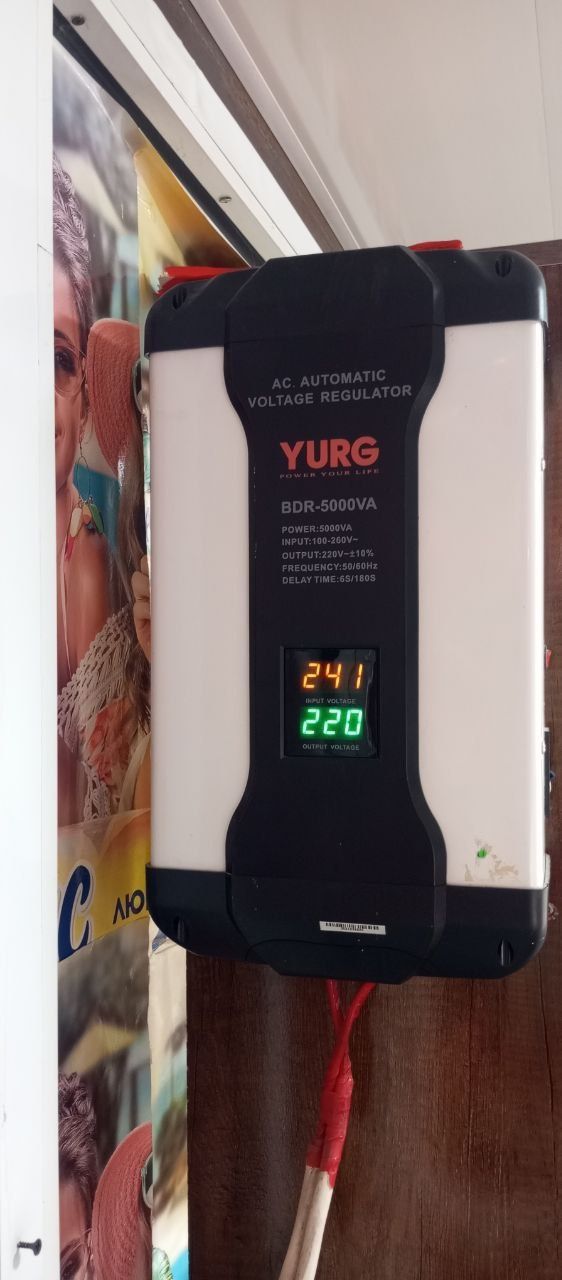 AC. AUTOMATIC
VOLTAGE REGULATOR
YURG
POWER YOUR LIFE
BDR-5000VA
POWER:5000VA
INPUT:100-260V~
OUTPUT:220V~±10%
FREQUENCY:50/60Hz
DELAY TIME:6S/180S
241
INPUT VOLTAGE
220
OUTPUT VOLTAGE
С ЛЮ